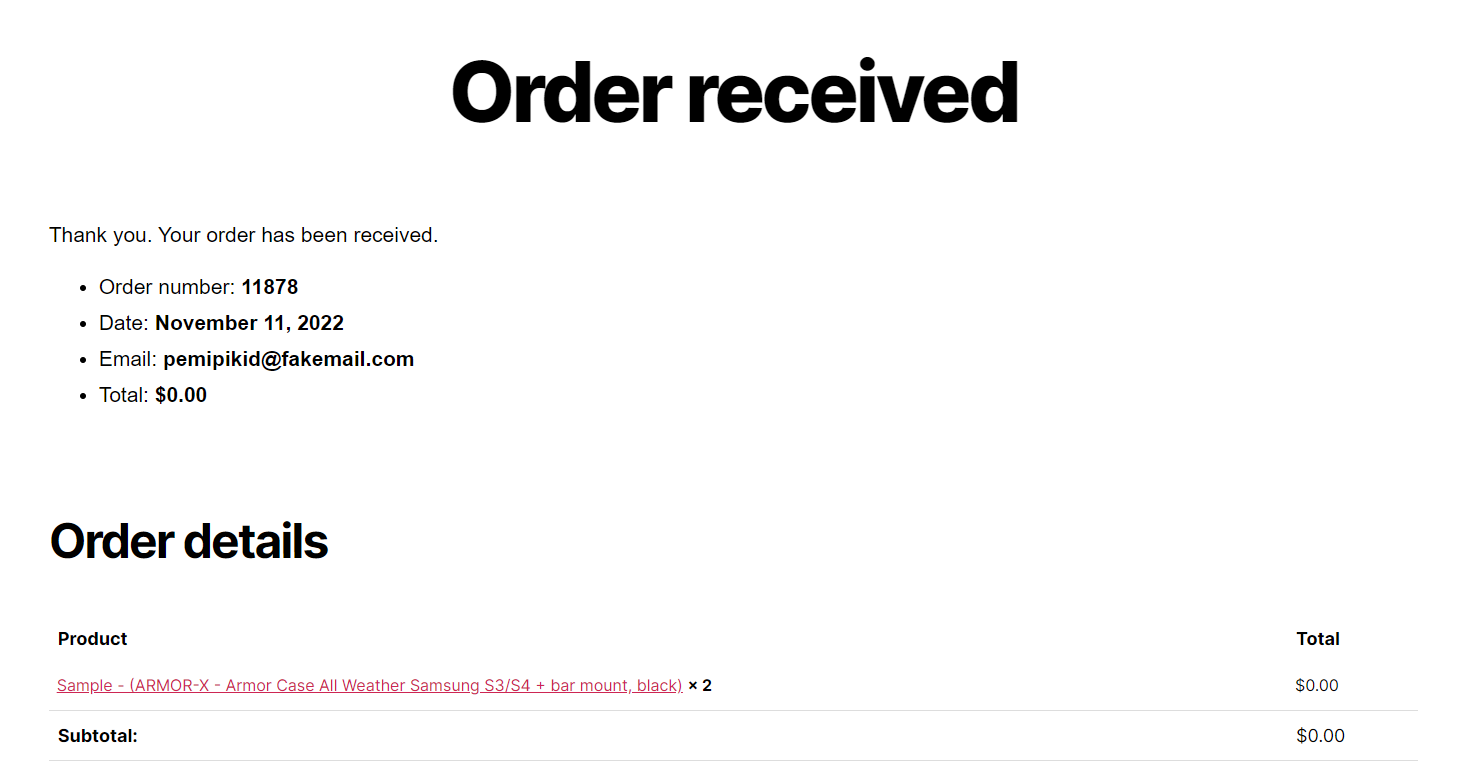 Order received
Thank you. Your order has been received.
Order number: 11878
Date: November 11, 2022
Email: pemipikid@fakemail.com
Total: $0.00
Order details
Product Total
Sample - (ARMOR-X - Armor Case All Weather Samsung S3/S4 + bar mount, black) × 2 $0.00
Subtotal: $0.00